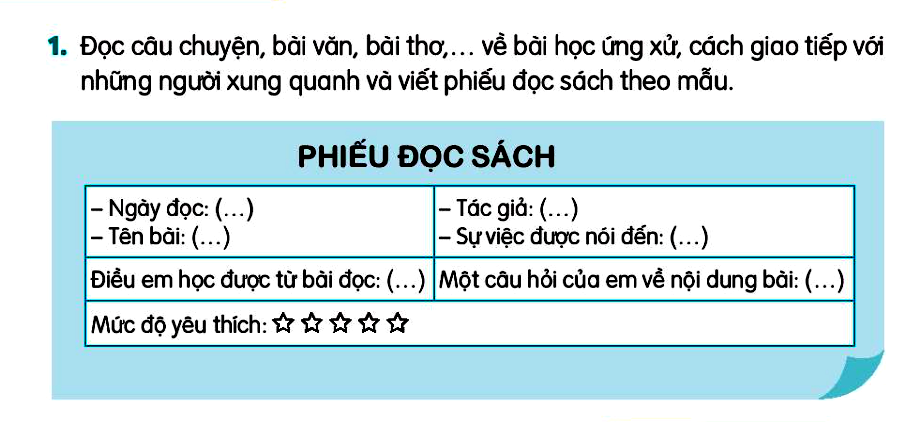 1. Đọc câu chuyện, bài văn, bài thơ,... về bài học ứng xử, cách giao tiếp với
những người xung quanh và viết phiếu đọc sách theo mẫu.
PHIẾU ĐỌC SÁCH
– Ngày đọc: (...)
– Tên bài: (...)
– Tác giả: (...)
– Sự việc được nói đến: (...)
Điều em học được từ bài đọc: (...)
Một câu hỏi của em về nội dung bài: (...)
Mức độ yêu thích: ☆☆☆☆☆